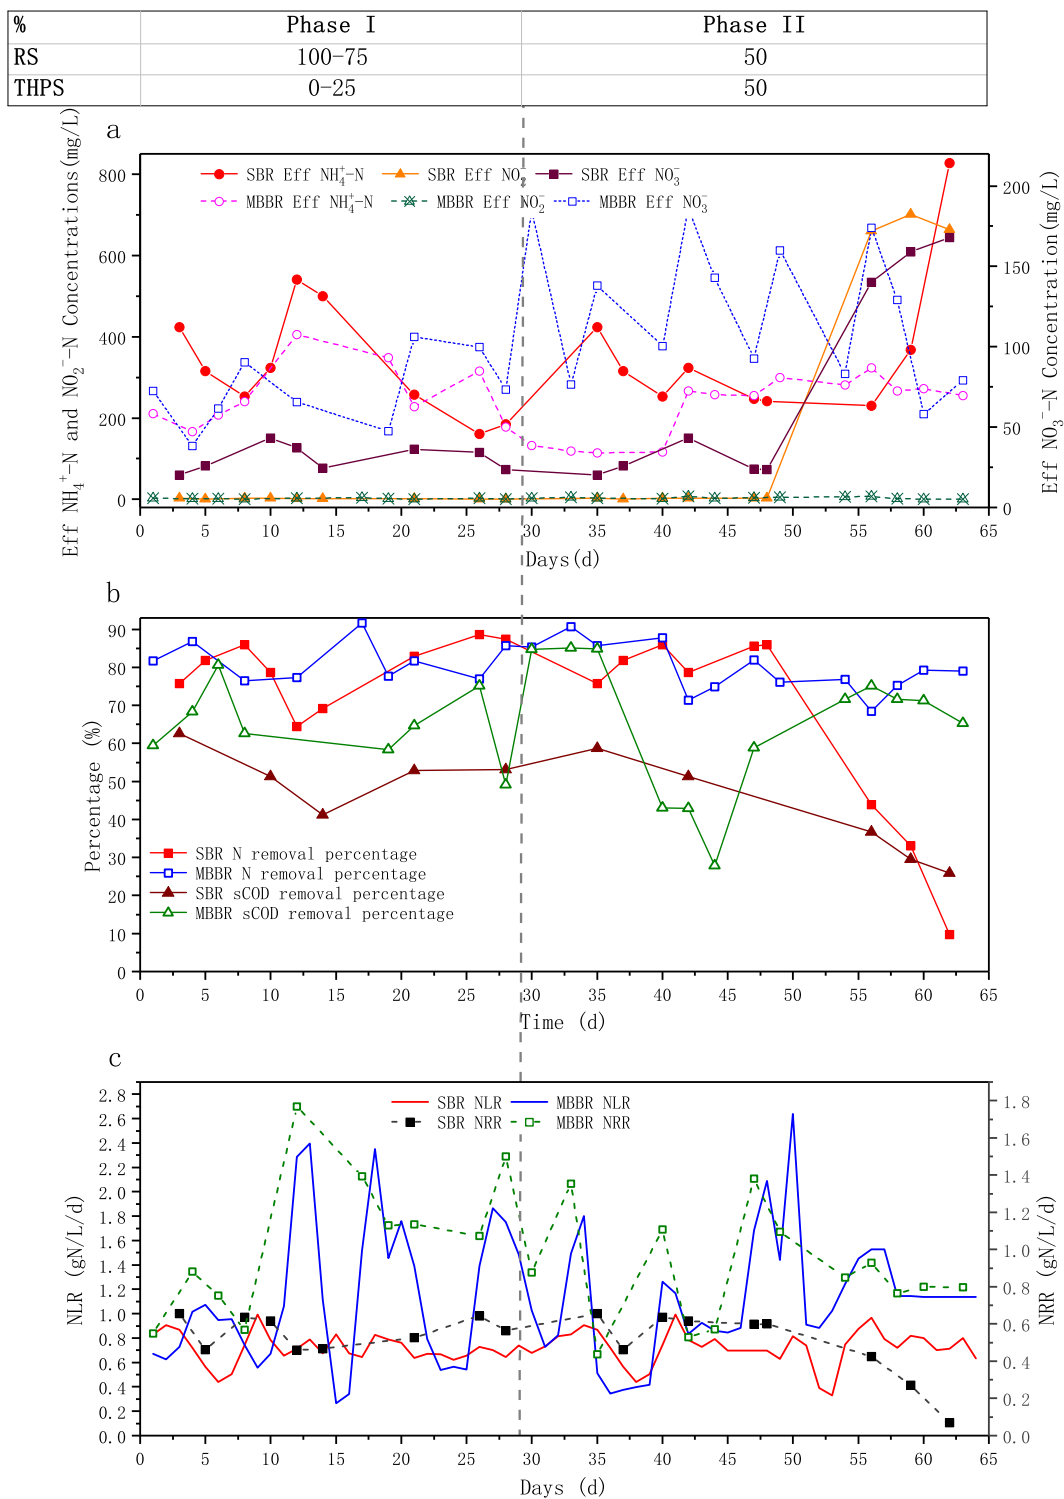 % Phase I Phase II
RS 100-75 50
THPS 0-25 50
a
SBR Eff NH₄⁺-N SBR Eff NO₂⁻ SBR Eff NO₃⁻
MBBR Eff NH₄⁺-N MBBR Eff NO₂⁻ MBBR Eff NO₃⁻
Eff NH₄⁺-N and NO₂⁻-N Concentrations(mg/L)
800
600
400
200
0
Eff NO₃⁻-N Concentration(mg/L)
200
150
100
50
0
0 5 10 15 20 25 30 35 40 45 50 55 60 65
Days(d)
b
Percentage (%)
90
80
70
60
50
40
30
20
10
0
SBR N removal percentage
MBBR N removal percentage
SBR sCOD removal percentage
MBBR sCOD removal percentage
0 5 10 15 20 25 30 35 40 45 50 55 60 65
Time (d)
c
SBR NLR MBBR NLR
SBR NRR MBBR NRR
NLR (gN/L/d)
2.8
2.6
2.4
2.2
2.0
1.8
1.6
1.4
1.2
1.0
0.8
0.6
0.4
0.2
0.0
NRR (gN/L/d)
1.8
1.6
1.4
1.2
1.0
0.8
0.6
0.4
0.2
0.0
0 5 10 15 20 25 30 35 40 45 50 55 60 65
Days (d)